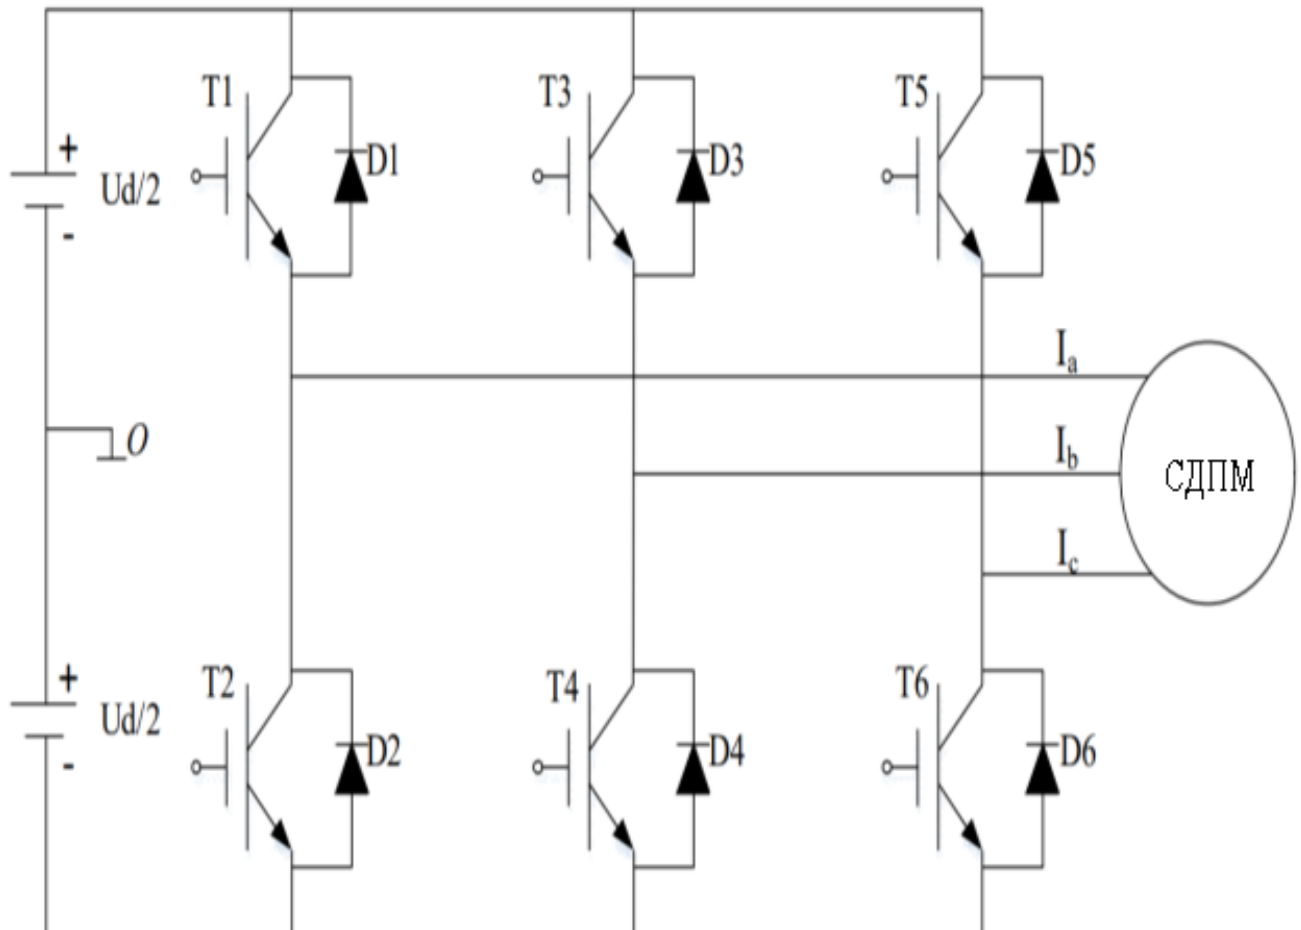 T1
T3
T5
+
Ud/2
-
D1
D3
D5
O
Ia
Ib
Ic
СДПМ
+
Ud/2
-
T2
T4
T6
D2
D4
D6